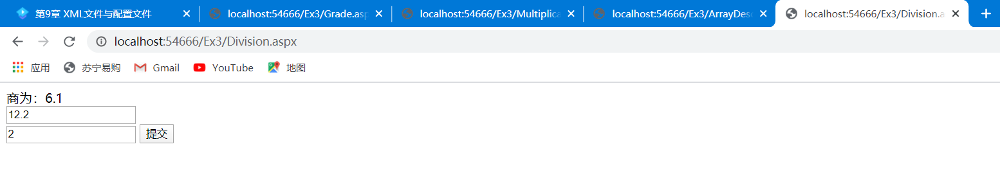 第9章 XML文件与配置文件
localhost:54666/Ex3/Grade.asp
localhost:54666/Ex3/Multiplica
localhost:54666/Ex3/ArrayDesc
localhost:54666/Ex3/Division.a
localhost:54666/Ex3/Division.aspx
应用 苏宁易购 Gmail YouTube 地图
商为：6.1
12.2
2 提交